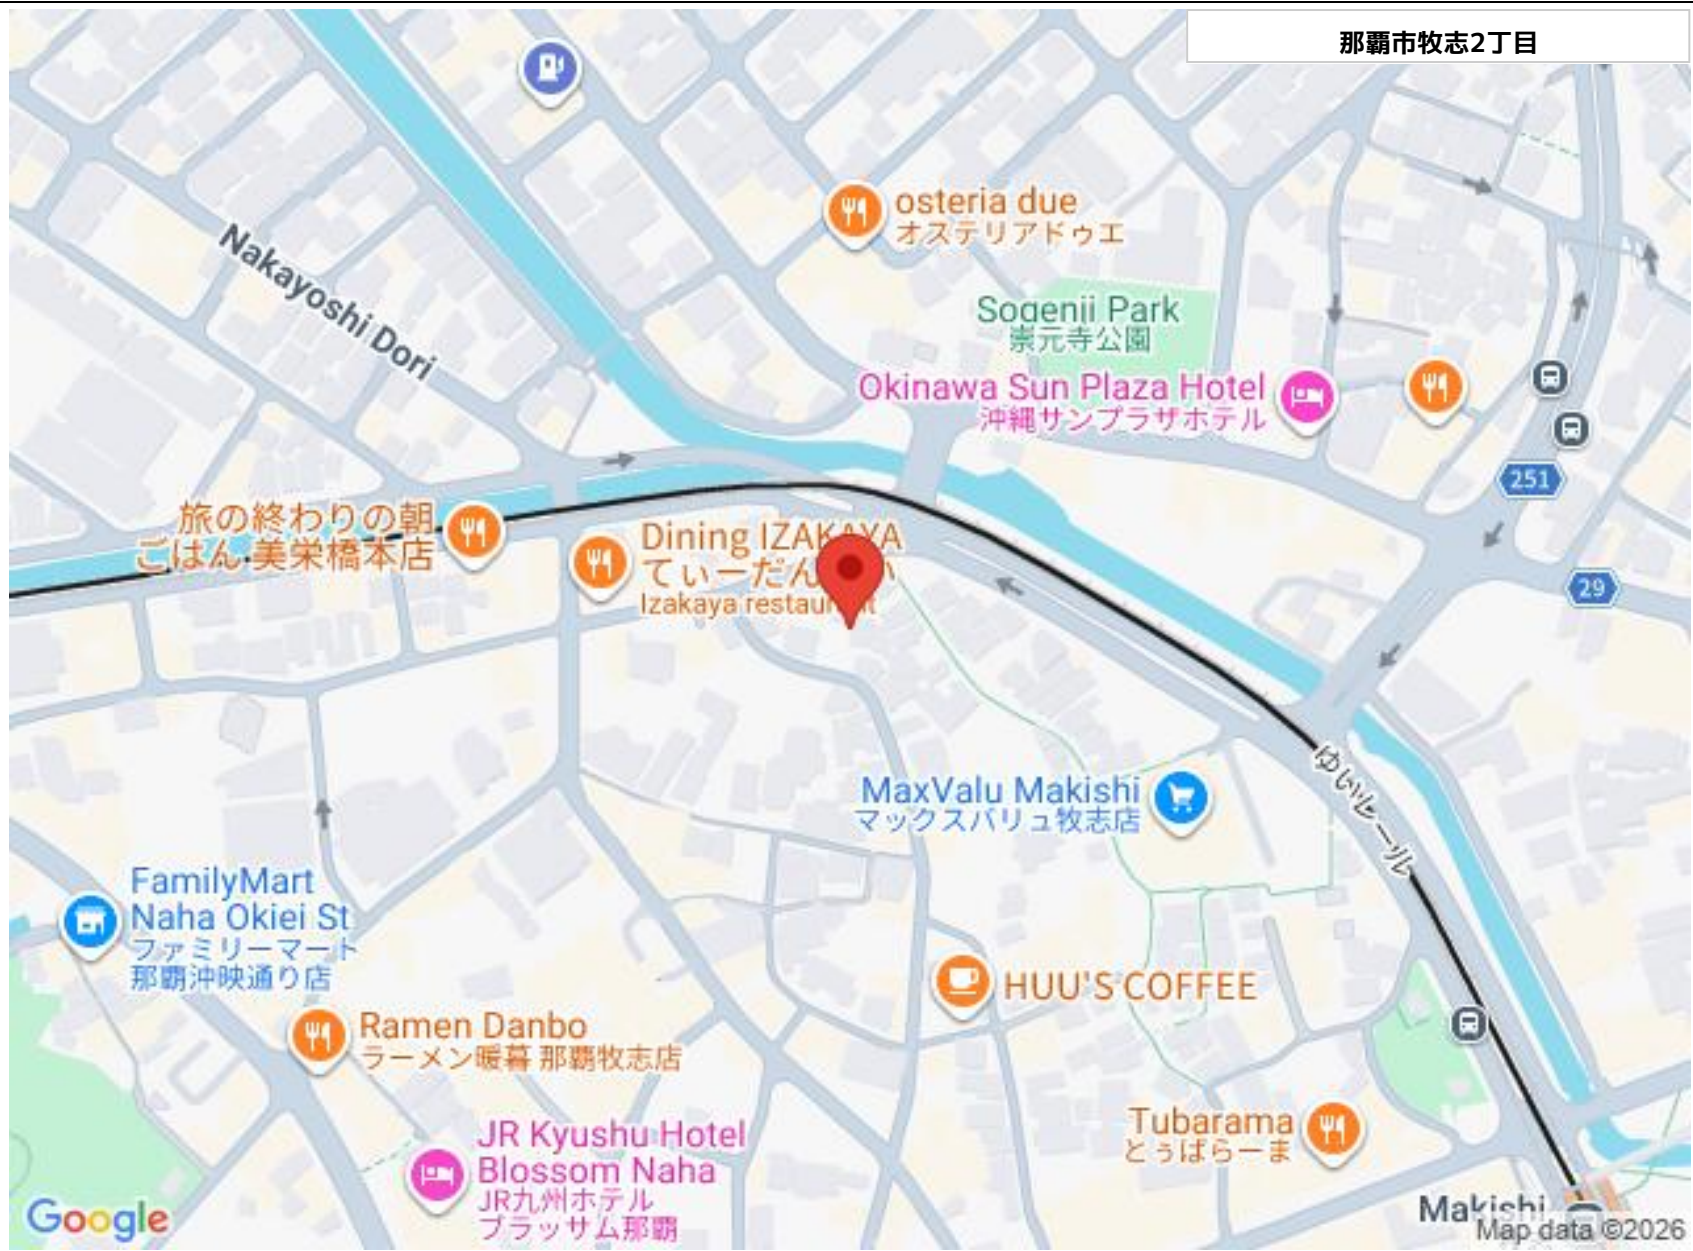 那覇市牧志2丁目
osteria due
オステリアドゥエ
Nakayoshi Dori
Sogenji Park
崇元寺公園
Okinawa Sun Plaza Hotel
沖縄サンプラザホテル
251
旅の終わりの朝
ごはん 美栄橋本店
Dining IZAKAYA
てぃーだん
Izakaya restaurant
29
ゆいレール
MaxValu Makishi
マックスバリュ牧志店
FamilyMart
Naha Okiei St
ファミリーマート
那覇沖映通り店
HUU'S COFFEE
Ramen Danbo
ラーメン暖暮 那覇牧志店
Tubarama
とぅばらーま
JR Kyushu Hotel
Blossom Naha
JR九州ホテル
ブラッサム那覇
Makishi
Google
Map data ©2026